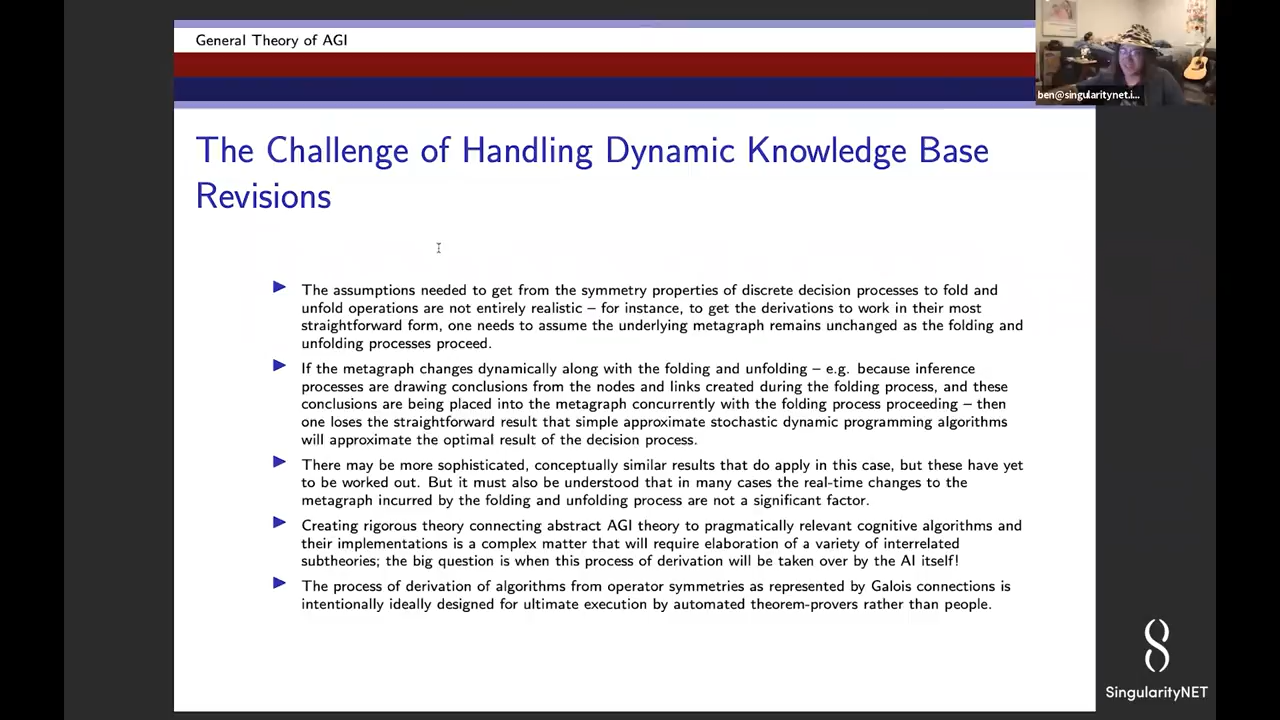 General Theory of AGI
ben@singularitynet.i...
The Challenge of Handling Dynamic Knowledge Base
Revisions
The assumptions needed to get from the symmetry properties of discrete decision processes to fold and
unfold operations are not entirely realistic – for instance, to get the derivations to work in their most
straightforward form, one needs to assume the underlying metagraph remains unchanged as the folding and
unfolding processes proceed.
If the metagraph changes dynamically along with the folding and unfolding – e.g. because inference
processes are drawing conclusions from the nodes and links created during the folding process, and these
conclusions are being placed into the metagraph concurrently with the folding process proceeding – then
one loses the straightforward result that simple approximate stochastic dynamic programming algorithms
will approximate the optimal result of the decision process.
There may be more sophisticated, conceptually similar results that do apply in this case, but these have yet
to be worked out. But it must also be understood that in many cases the real-time changes to the
metagraph incurred by the folding and unfolding process are not a significant factor.
Creating rigorous theory connecting abstract AGI theory to pragmatically relevant cognitive algorithms and
their implementations is a complex matter that will require elaboration of a variety of interrelated
subtheories; the big question is when this process of derivation will be taken over by the AI itself!
The process of derivation of algorithms from operator symmetries as represented by Galois connections is
intentionally ideally designed for ultimate execution by automated theorem-provers rather than people.
SingularityNET